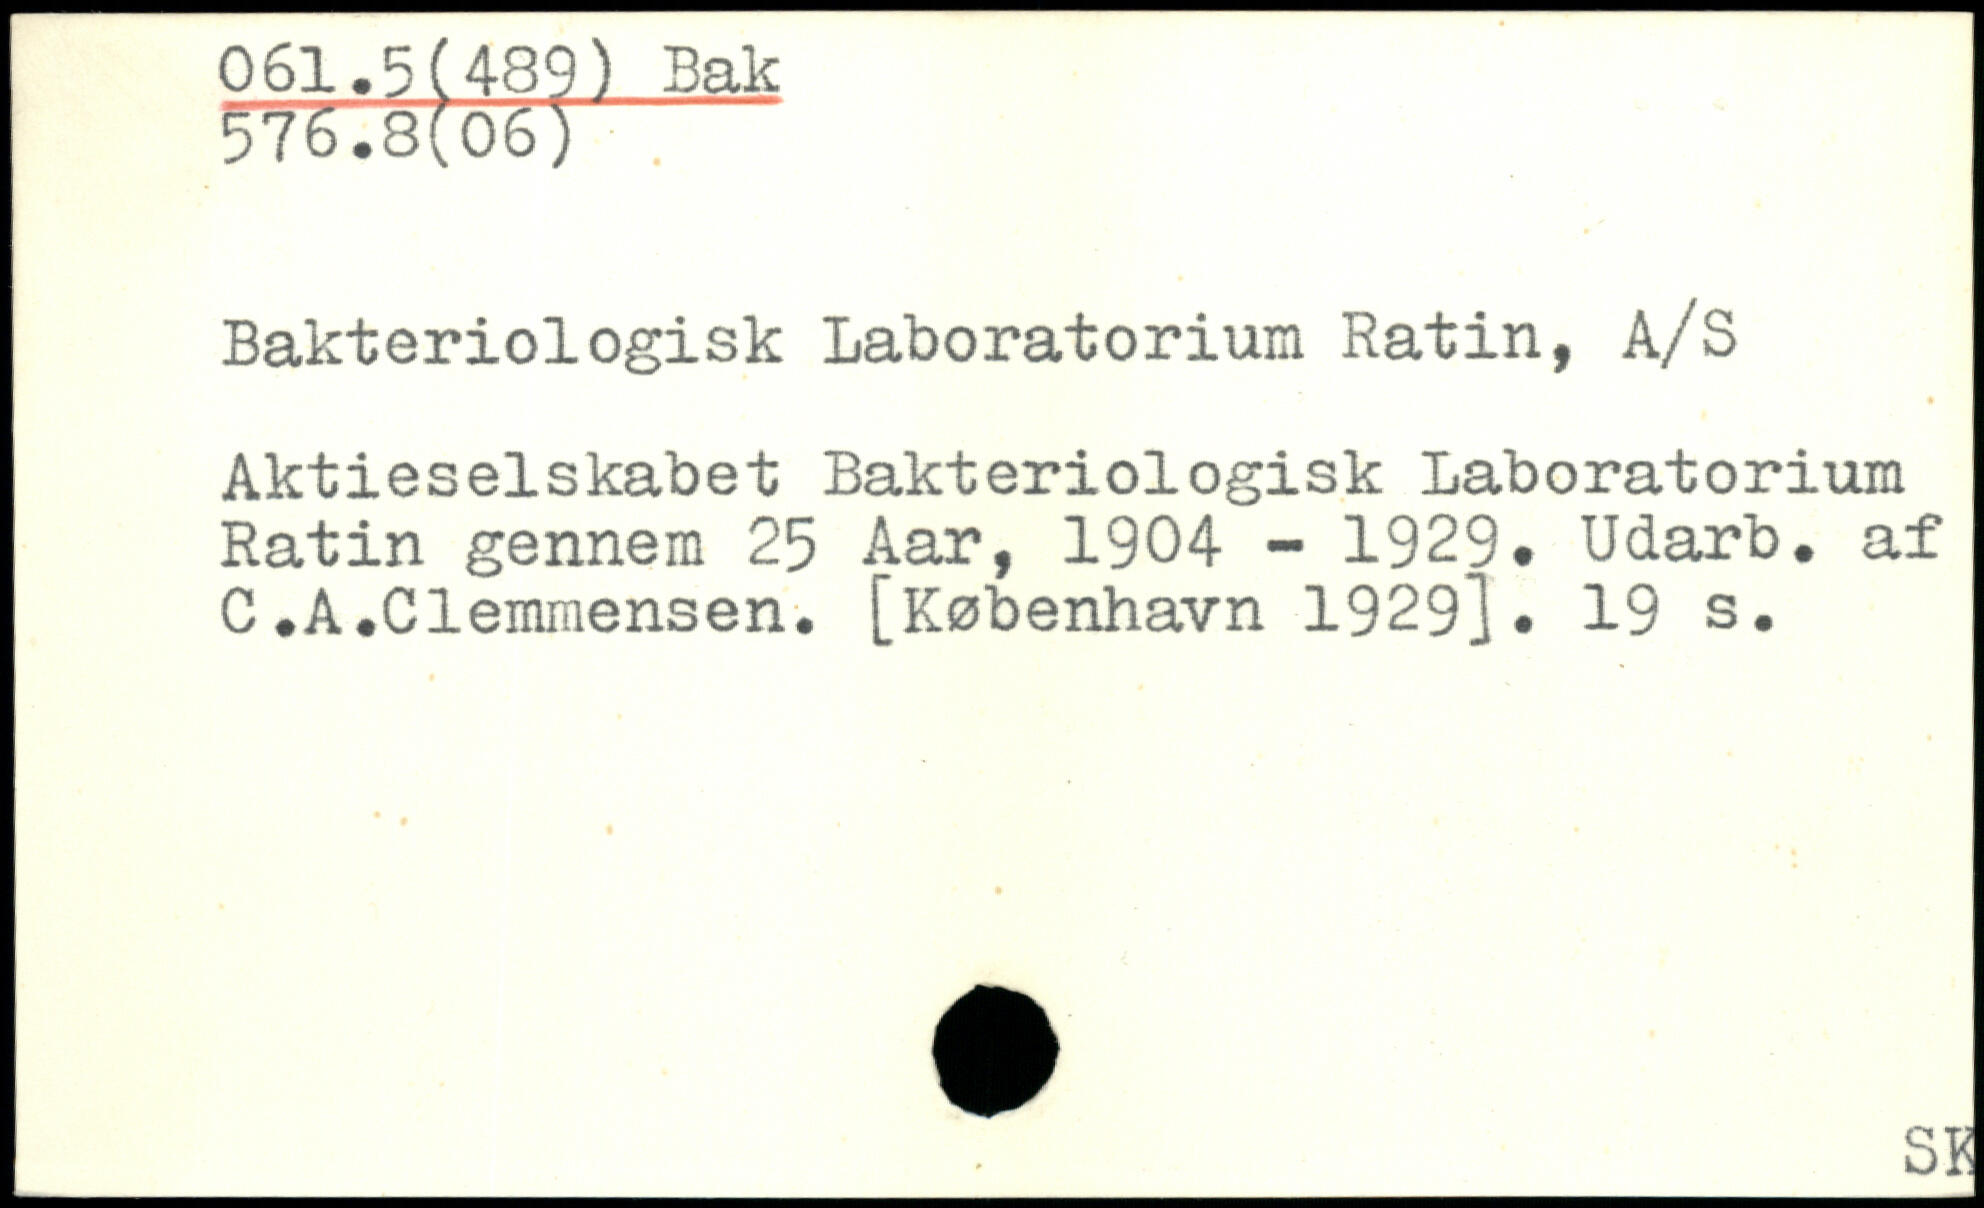 061.5(489) Bak
576.8(06)
Bakteriologisk Laboratorium Ratin, A/S
Aktieselskabet Bakteriologisk Laboratorium
Ratin gennem 25 Aar, 1904 - 1929. Udarb. af
C.A.Clemmensen. [København 1929]. 19 s.
SK